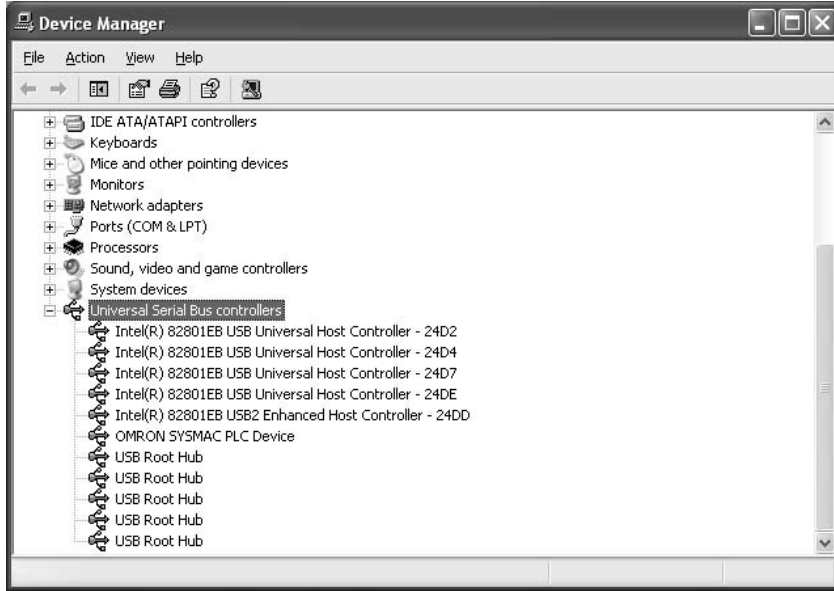 Device Manager
File Action View Help
IDE ATA/ATAPI controllers
Keyboards
Mice and other pointing devices
Monitors
Network adapters
Ports (COM & LPT)
Processors
Sound, video and game controllers
System devices
Universal Serial Bus controllers
Intel(R) 82801EB USB Universal Host Controller - 24D2
Intel(R) 82801EB USB Universal Host Controller - 24D4
Intel(R) 82801EB USB Universal Host Controller - 24D7
Intel(R) 82801EB USB Universal Host Controller - 24DE
Intel(R) 82801EB USB2 Enhanced Host Controller - 24DD
OMRON SYSMAC PLC Device
USB Root Hub
USB Root Hub
USB Root Hub
USB Root Hub
USB Root Hub